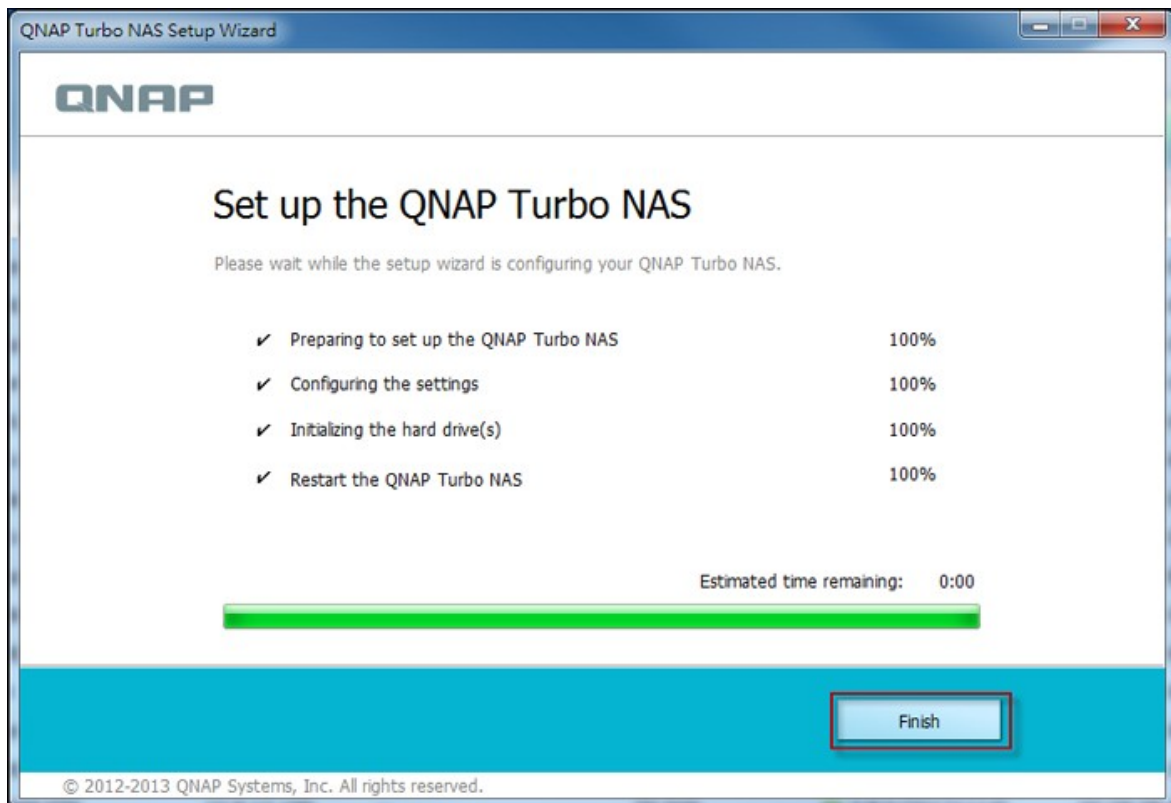 QNAP Turbo NAS Setup Wizard
QNAP
Set up the QNAP Turbo NAS
Please wait while the setup wizard is configuring your QNAP Turbo NAS.
✔ Preparing to set up the QNAP Turbo NAS 100%
✔ Configuring the settings 100%
✔ Initializing the hard drive(s) 100%
✔ Restart the QNAP Turbo NAS 100%
Estimated time remaining: 0:00
Finish
© 2012-2013 QNAP Systems, Inc. All rights reserved.